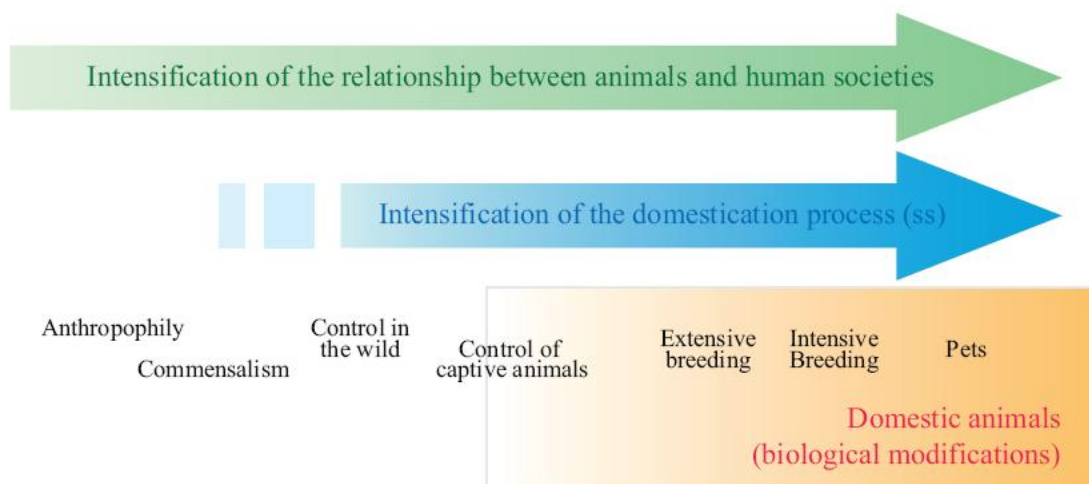 Intensification of the relationship between animals and human societies
Intensification of the domestication process (ss)
Anthropophily
Commensalism
Control in
the wild
Control of
captive animals
Extensive
breeding
Intensive
Breeding
Pets
Domestic animals
(biological modifications)